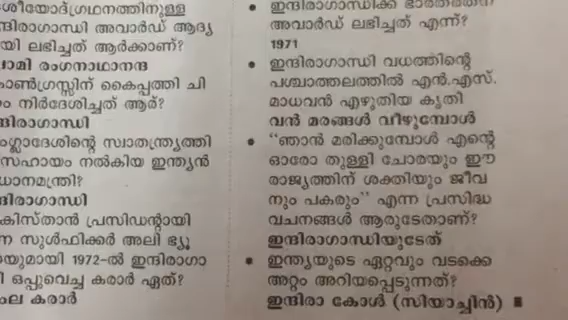 ശീയോദ്ഗ്രഥനത്തിനുള്ള
ന്ദിരാഗാന്ധി അവാർഡ് ആദ്യ
യി ലഭിച്ചത് ആർക്കാണ്?
ാമി രംഗനാഥാനന്ദ
കോൺഗ്രസ്സിന് കൈപ്പത്തി ചി
നിർദേശിച്ചത് ആര്?
ന്ദിരാഗാന്ധി
ംഗ്ലാദേശിന്റെ സ്വാതന്ത്ര്യത്തി
സഹായം നൽകിയ ഇന്ത്യൻ
ധാനമന്ത്രി?
ന്ദിരാഗാന്ധി
കിസ്താൻ പ്രസിഡന്റായി
ന്ന സുൾഫിക്കർ അലി ഭൂ
യുമായി 1972-ൽ ഇന്ദിരാഗാ
ി ഒപ്പുവെച്ച കരാർ ഏത്?
ംല കരാർ
• ഇന്ദിരാഗാന്ധിക്ക് ഭാരതരത്ന
അവാർഡ് ലഭിച്ചത് എന്ന്?
1971
• ഇന്ദിരാഗാന്ധി വധത്തിന്റെ
പശ്ചാത്തലത്തിൽ എൻ.എസ്.
മാധവൻ എഴുതിയ കൃതി
വൻ മരങ്ങൾ വീഴുമ്പോൾ
• “ഞാൻ മരിക്കുമ്പോൾ എന്റെ
ഓരോ തുള്ളി ചോരയും ഈ
രാജ്യത്തിന് ശക്തിയും ജീവ
നും പകരും” എന്ന പ്രസിദ്ധ
വചനങ്ങൾ ആരുടേതാണ്?
ഇന്ദിരാഗാന്ധിയുടേത്
• ഇന്ത്യയുടെ ഏറ്റവും വടക്കെ
അറ്റം അറിയപ്പെടുന്നത്?
ഇന്ദിരാ കോൾ (സിയാച്ചിൻ) ■